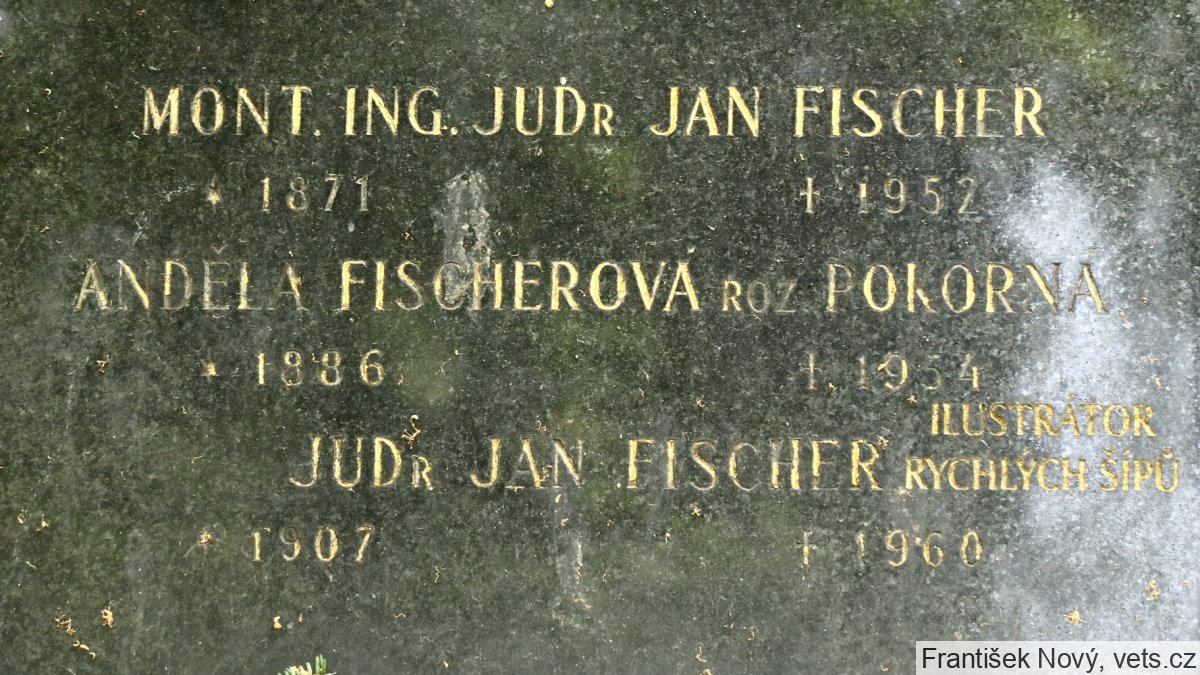 MONT. ING. JUDr JAN FISCHER
* 1871 † 1952
ANDĚLA FISCHEROVÁ ROZ. POKORNÁ
* 1886 † 1954
JUDr JAN FISCHER ILUSTRÁTOR
RYCHLÝCH ŠÍPŮ
* 1907 † 1960
František Nový, vets.cz